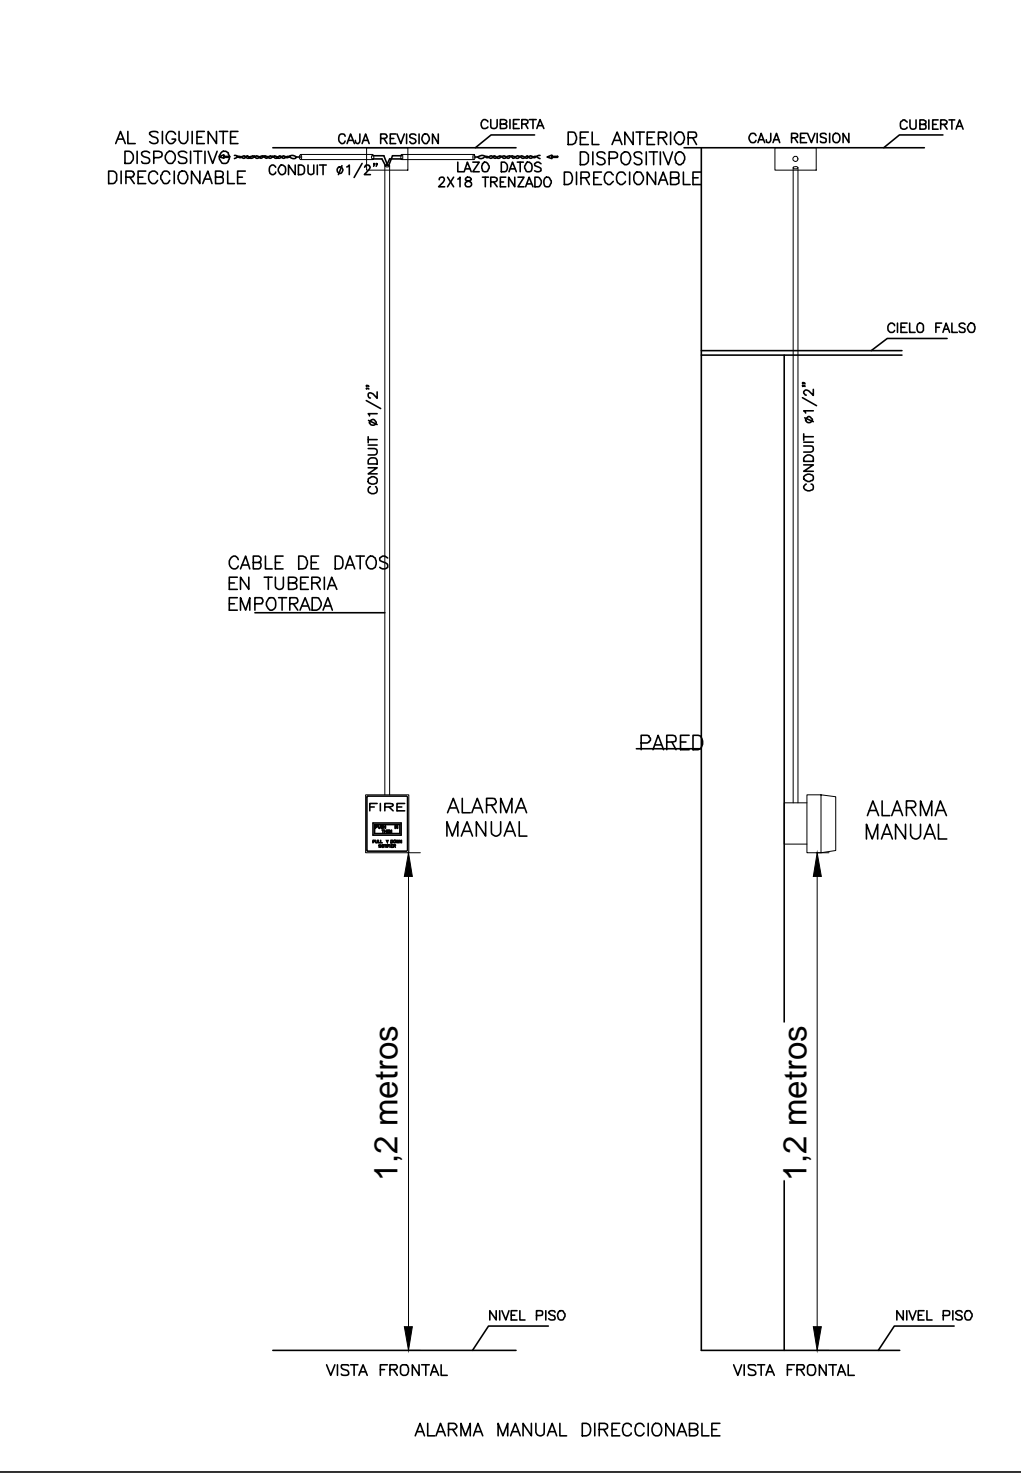 AL SIGUIENTE
DISPOSITIVO
DIRECCIONABLE
CAJA REVISION
CUBIERTA
CONDUIT ø1/2"
LAZO DATOS
2X18 TRENZADO
DEL ANTERIOR
DISPOSITIVO
DIRECCIONABLE
CAJA REVISION
CUBIERTA
CIELO FALSO
CONDUIT ø1/2"
CONDUIT ø1/2"
CABLE DE DATOS
EN TUBERIA
EMPOTRADA
PARED
FIRE
ALARMA
MANUAL
ALARMA
MANUAL
1,2 metros
1,2 metros
NIVEL PISO
NIVEL PISO
VISTA FRONTAL
VISTA FRONTAL
ALARMA MANUAL DIRECCIONABLE